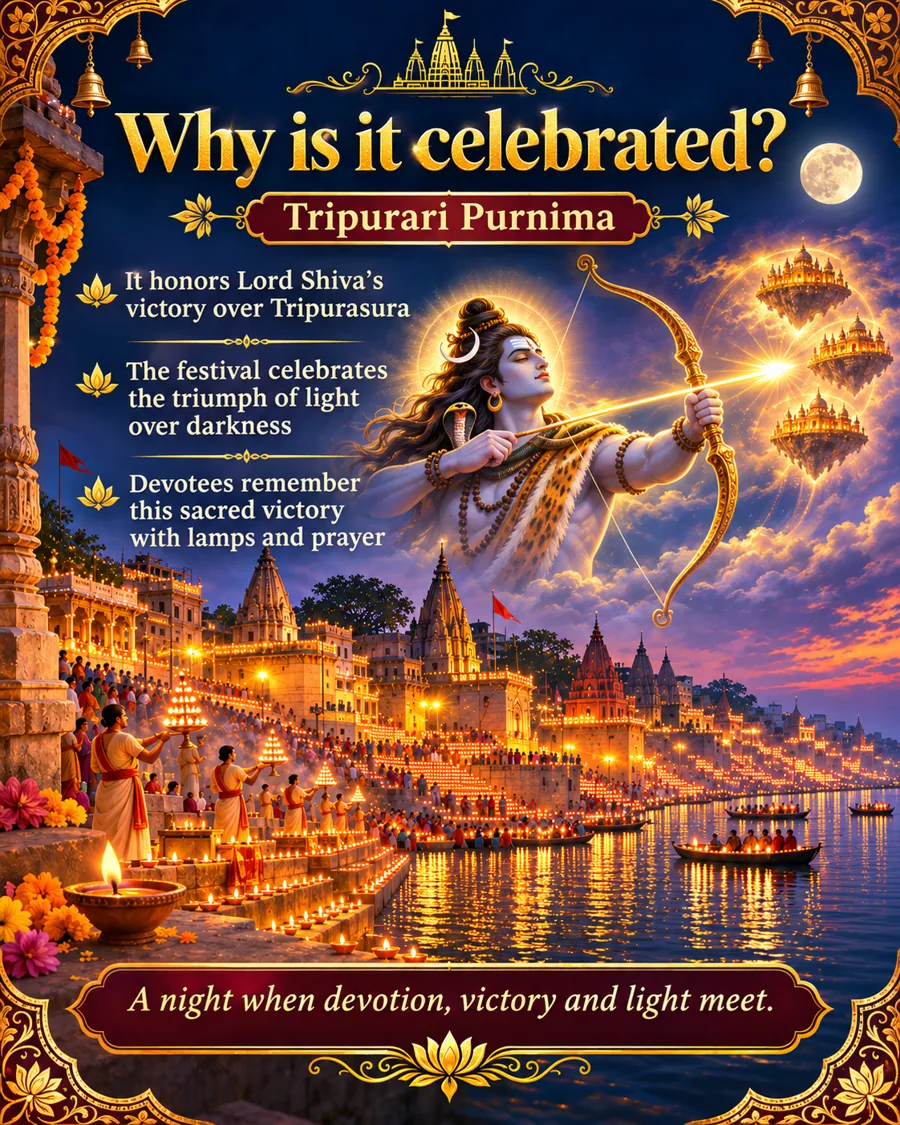 Why is it celebrated?
Tripurari Purnima
It honors Lord Shiva's
victory over Tripurasura
The festival celebrates
the triumph of light
over darkness
Devotees remember
this sacred victory
with lamps and prayer
A night when devotion, victory and light meet.